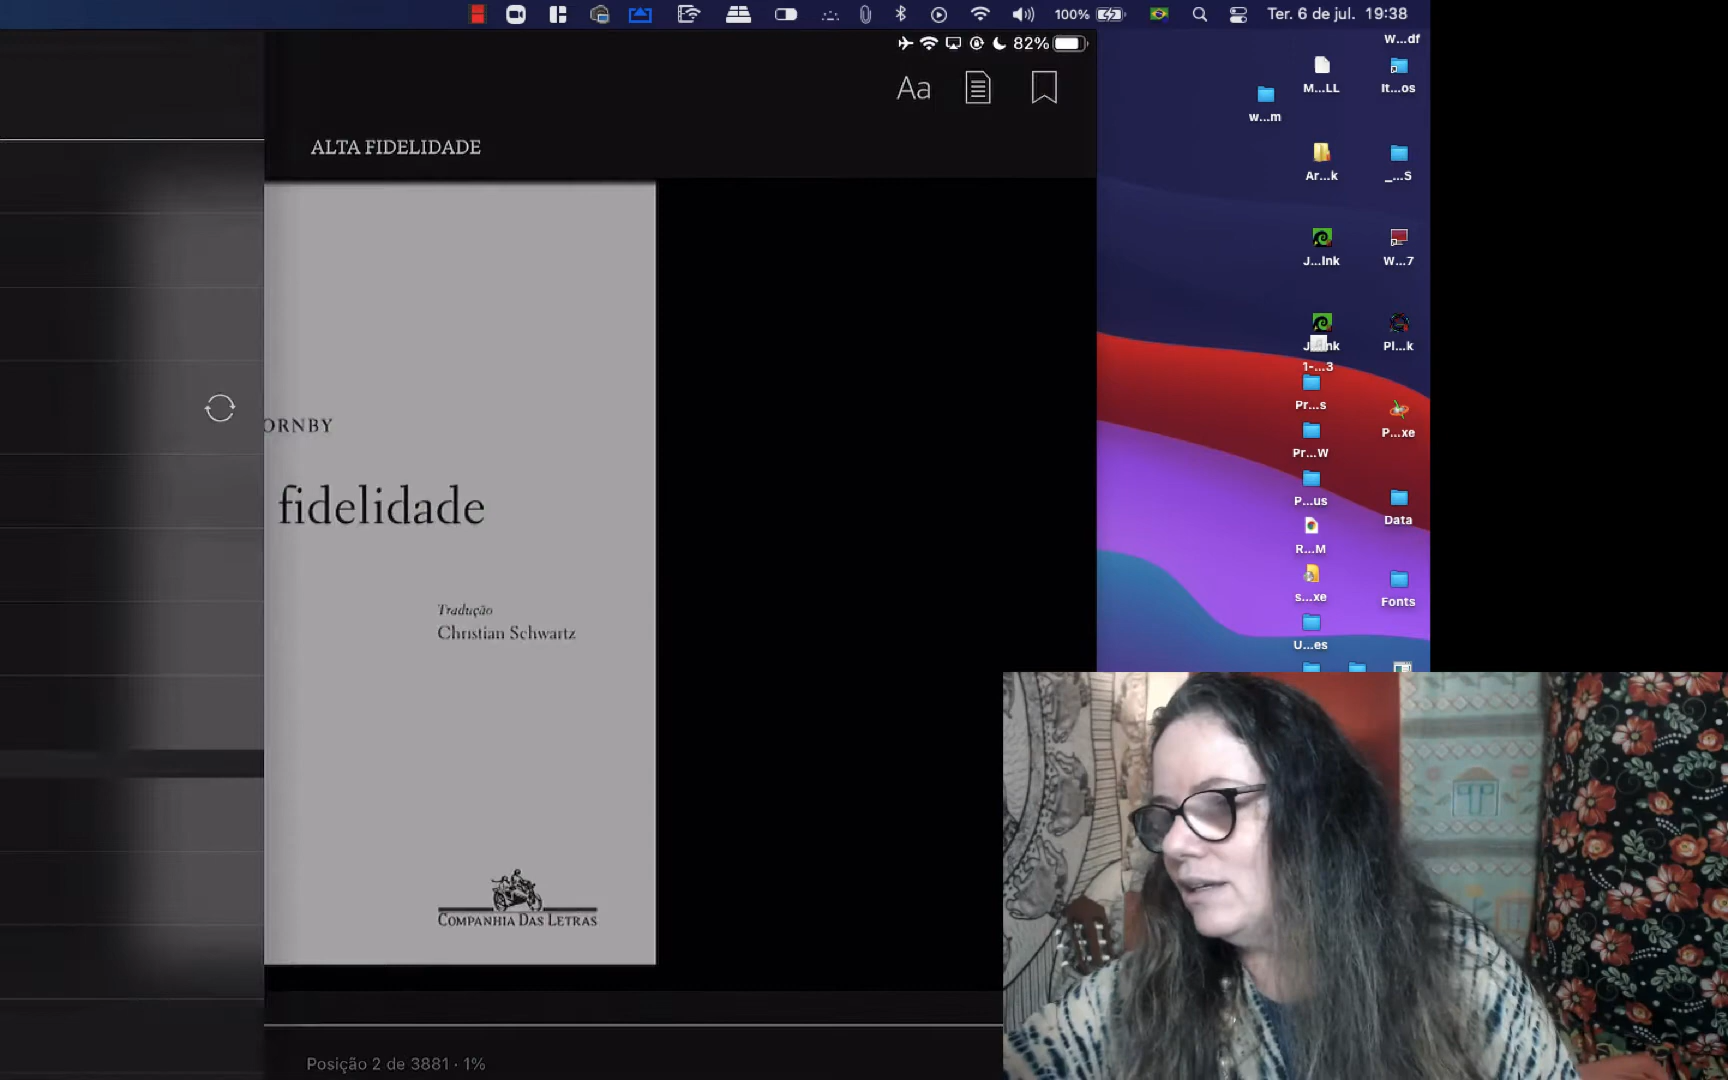 100%
Ter. 6 de jul. 19:38
82%
Aa
ALTA FIDELIDADE
ORNBY
fidelidade
Tradução
Christian Schwartz
COMPANHIA DAS LETRAS
Posição 2 de 3881 · 1%
W...df
M...LL
It...os
w...m
Ar...k
_...S
J...Ink
W...7
Pl...k
1-...3
Pr...s
P...xe
Pr...W
P...us
Data
R...M
s...xe
Fonts
U...es